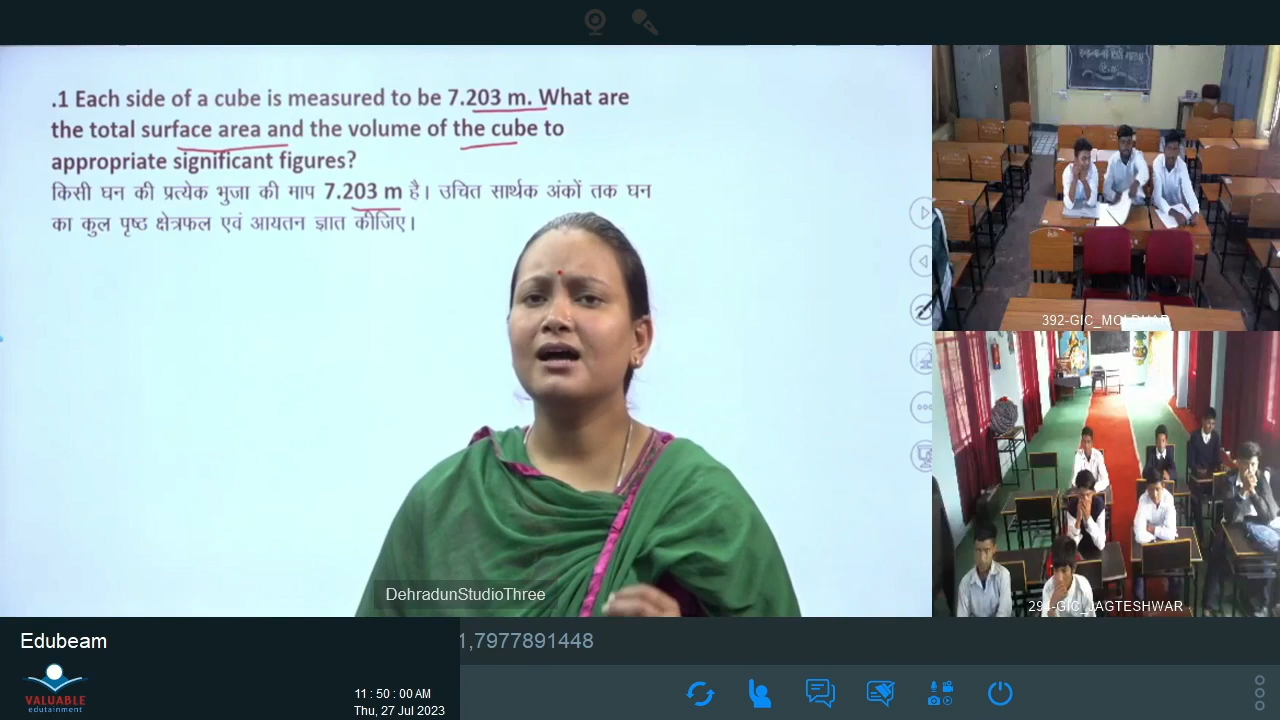 .1 Each side of a cube is measured to be 7.203 m. What are
the total surface area and the volume of the cube to
appropriate significant figures?
किसी घन की प्रत्येक भुजा की माप 7.203 m है। उचित सार्थक अंकों तक घन
का कुल पृष्ठ क्षेत्रफल एवं आयतन ज्ञात कीजिए।
DehradunStudioThree
392-GIC_MOLDHAR
294-GIC_JAGTESHWAR
Edubeam
1,7977891448
VALUABLE
edutainment
11 : 50 : 00 AM
Thu, 27 Jul 2023